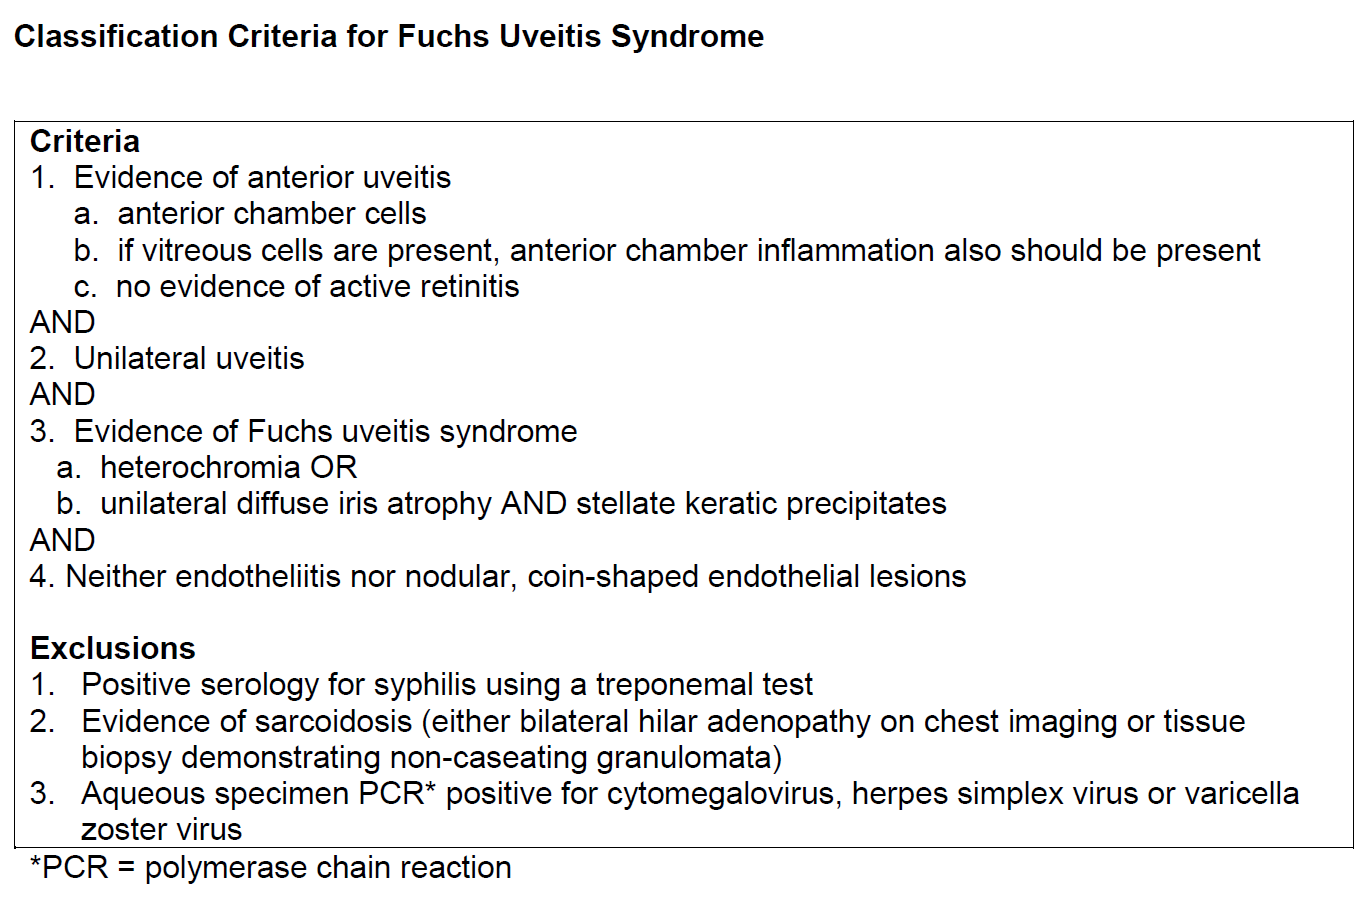 Classification Criteria for Fuchs Uveitis Syndrome
Criteria
1. Evidence of anterior uveitis
a. anterior chamber cells
b. if vitreous cells are present, anterior chamber inflammation also should be present
c. no evidence of active retinitis
AND
2. Unilateral uveitis
AND
3. Evidence of Fuchs uveitis syndrome
a. heterochromia OR
b. unilateral diffuse iris atrophy AND stellate keratic precipitates
AND
4. Neither endotheliitis nor nodular, coin-shaped endothelial lesions
Exclusions
1. Positive serology for syphilis using a treponemal test
2. Evidence of sarcoidosis (either bilateral hilar adenopathy on chest imaging or tissue
biopsy demonstrating non-caseating granulomata)
3. Aqueous specimen PCR* positive for cytomegalovirus, herpes simplex virus or varicella
zoster virus
*PCR = polymerase chain reaction